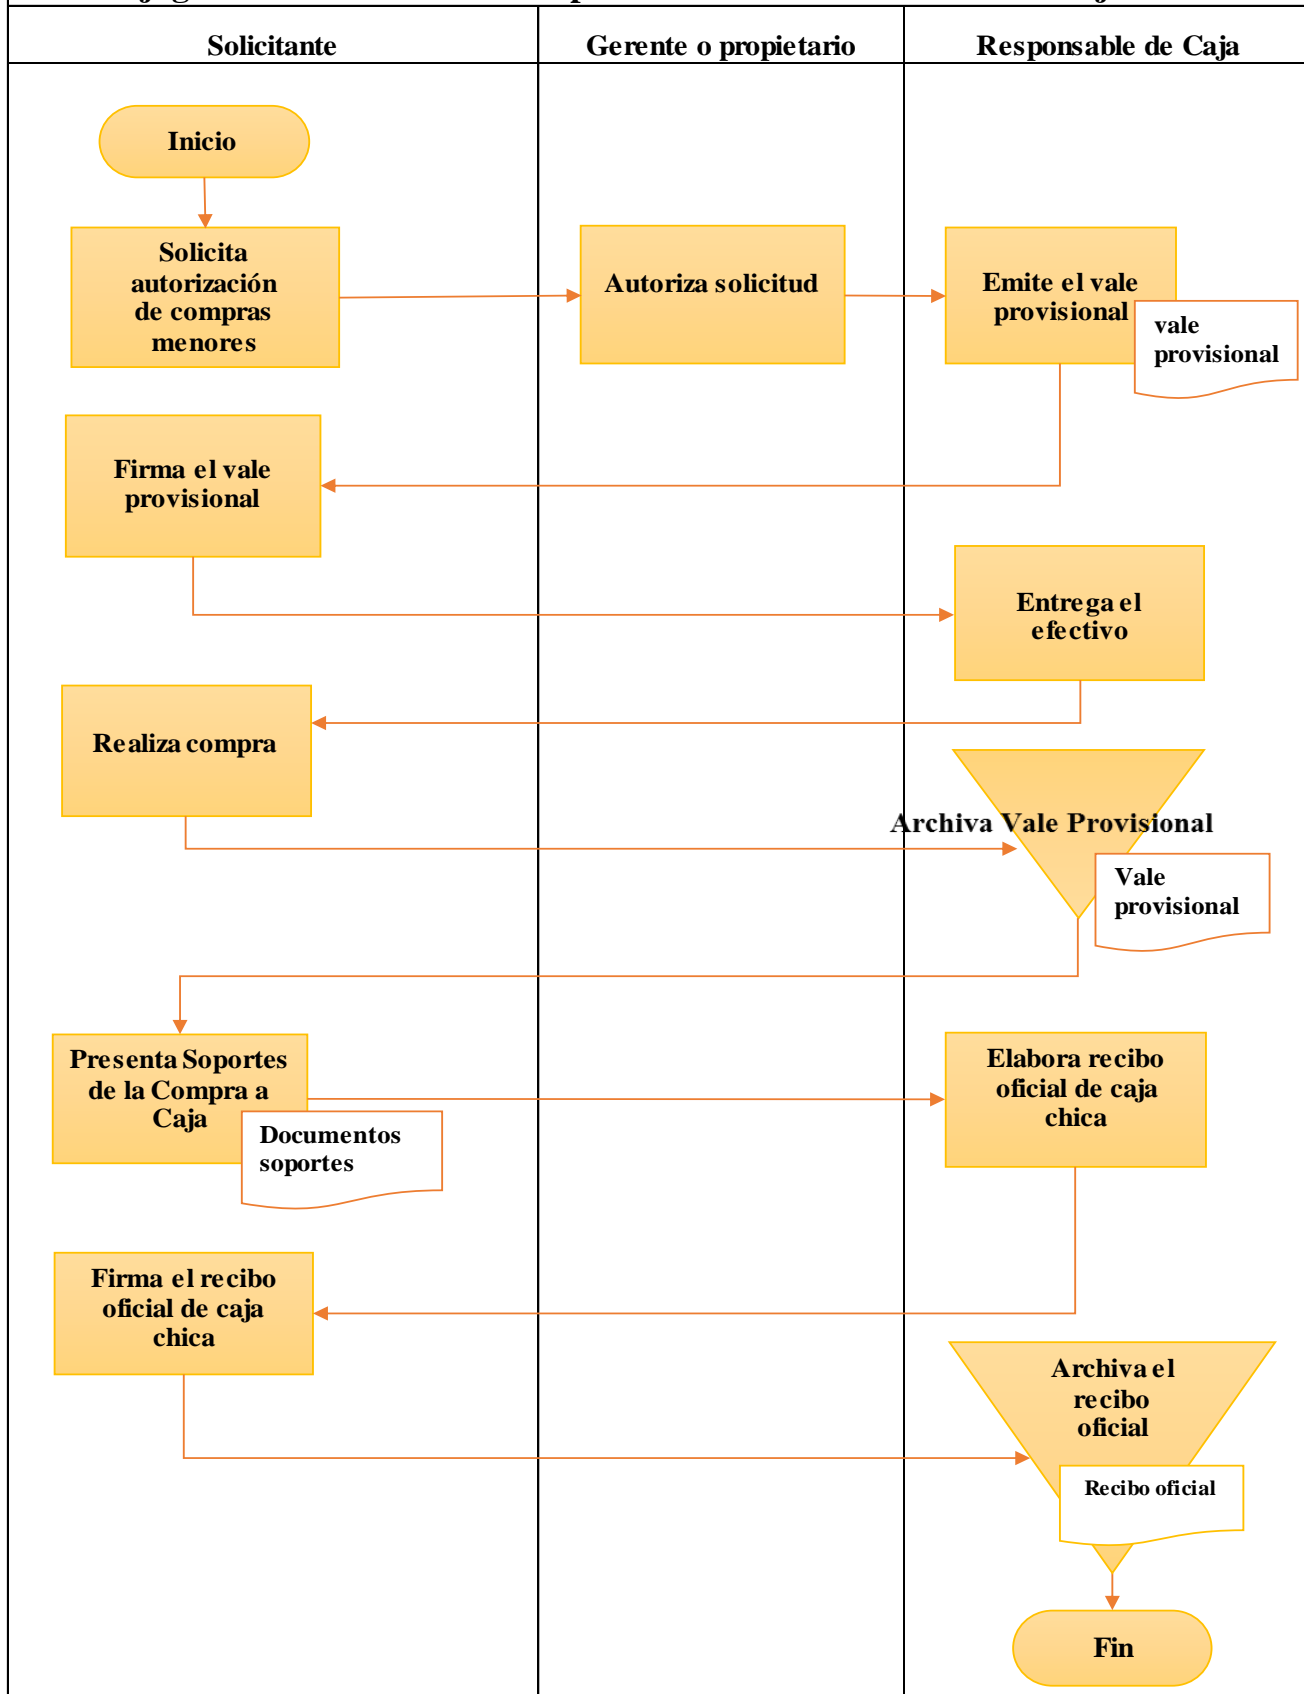 Solicitante
Gerente o propietario
Responsable de Caja
Inicio
Solicita
autorización
de compras
menores
Autoriza solicitud
Emite el vale
provisional
vale
provisional
Firma el vale
provisional
Entrega el
efectivo
Realiza compra
Archiva Vale Provisional
Vale
provisional
Presenta Soportes
de la Compra a
Caja
Documentos
soportes
Elabora recibo
oficial de caja
chica
Firma el recibo
oficial de caja
chica
Archiva el
recibo
oficial
Recibo oficial
Fin